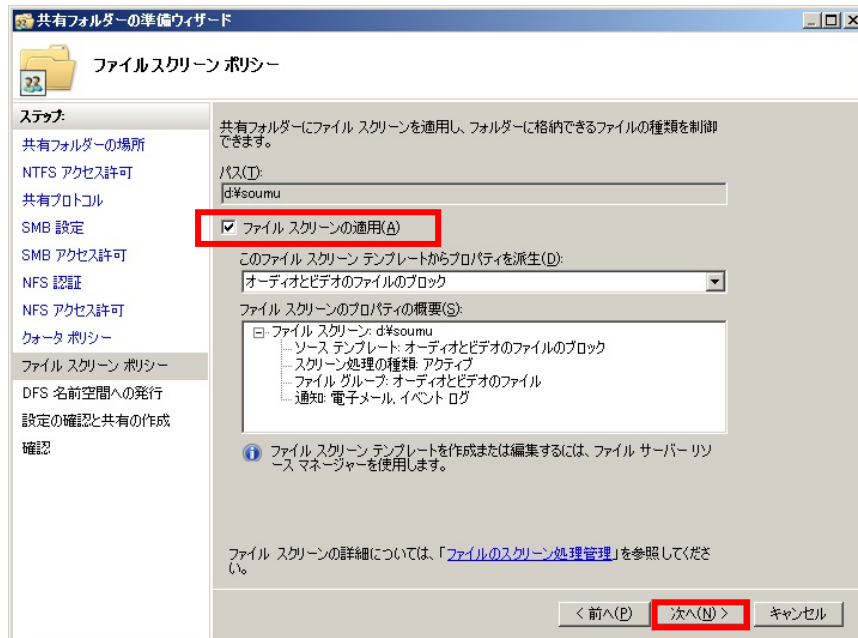 共有フォルダーの準備ウィザード
ファイル スクリーン ポリシー
ステップ:
共有フォルダーの場所
NTFS アクセス許可
共有プロトコル
SMB 設定
SMB アクセス許可
NFS 認証
NFS アクセス許可
クォータ ポリシー
ファイル スクリーン ポリシー
DFS 名前空間への発行
設定の確認と共有の作成
確認
共有フォルダーにファイル スクリーンを適用し、フォルダーに格納できるファイルの種類を制御
できます。
パス(T):
d:¥soumu
ファイル スクリーンの適用(A)
このファイル スクリーン テンプレートからプロパティを派生(D):
オーディオとビデオのファイルのブロック
ファイル スクリーンのプロパティの概要(S):
ファイル スクリーン: d:¥soumu
ソース テンプレート: オーディオとビデオのファイルのブロック
スクリーン処理の種類: アクティブ
ファイル グループ: オーディオとビデオのファイル
通知: 電子メール, イベント ログ
ファイル スクリーン テンプレートを作成または編集するには、ファイル サーバー リソ
ース マネージャーを使用します。
ファイル スクリーンの詳細については、「ファイルのスクリーン処理管理」を参照してくださ
い。
< 前へ(P)
次へ(N) >
キャンセル